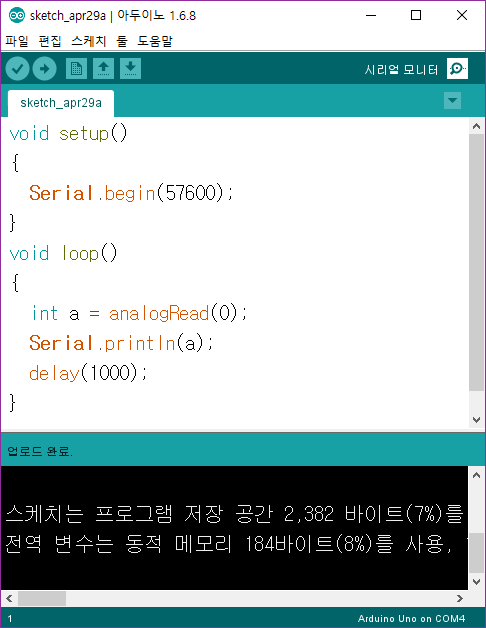 sketch_apr29a | 아두이노 1.6.8
파일 편집 스케치 툴 도움말
시리얼 모니터
sketch_apr29a
void setup()
{
Serial.begin(57600);
}
void loop()
{
int a = analogRead(0);
Serial.println(a);
delay(1000);
}
업로드 완료.
스케치는 프로그램 저장 공간 2,382 바이트(7%)를
전역 변수는 동적 메모리 184바이트(8%)를 사용,
1
Arduino Uno on COM4